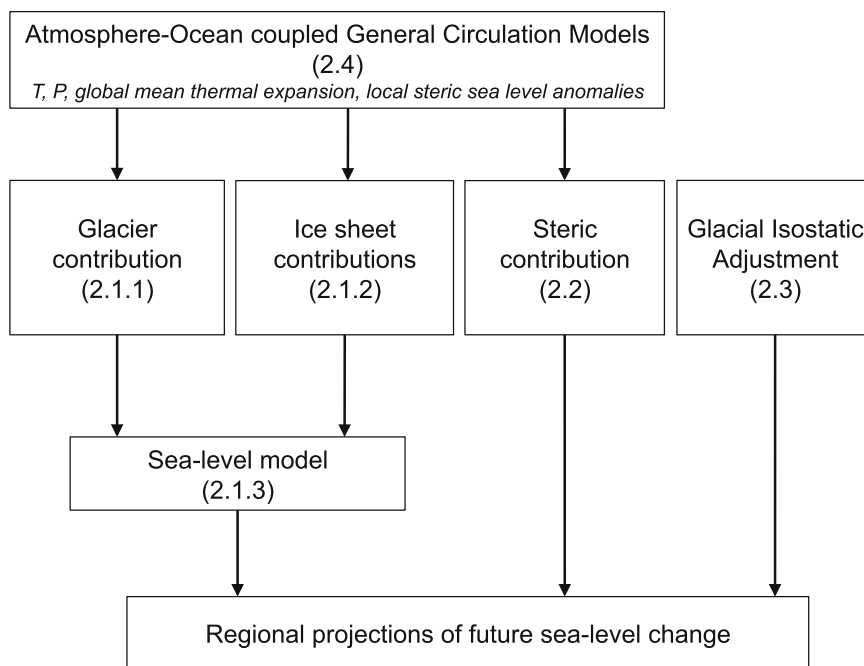 Atmosphere-Ocean coupled General Circulation Models
(2.4)
T, P, global mean thermal expansion, local steric sea level anomalies
Glacier
contribution
(2.1.1)
Ice sheet
contributions
(2.1.2)
Steric
contribution
(2.2)
Glacial Isostatic
Adjustment
(2.3)
Sea-level model
(2.1.3)
Regional projections of future sea-level change